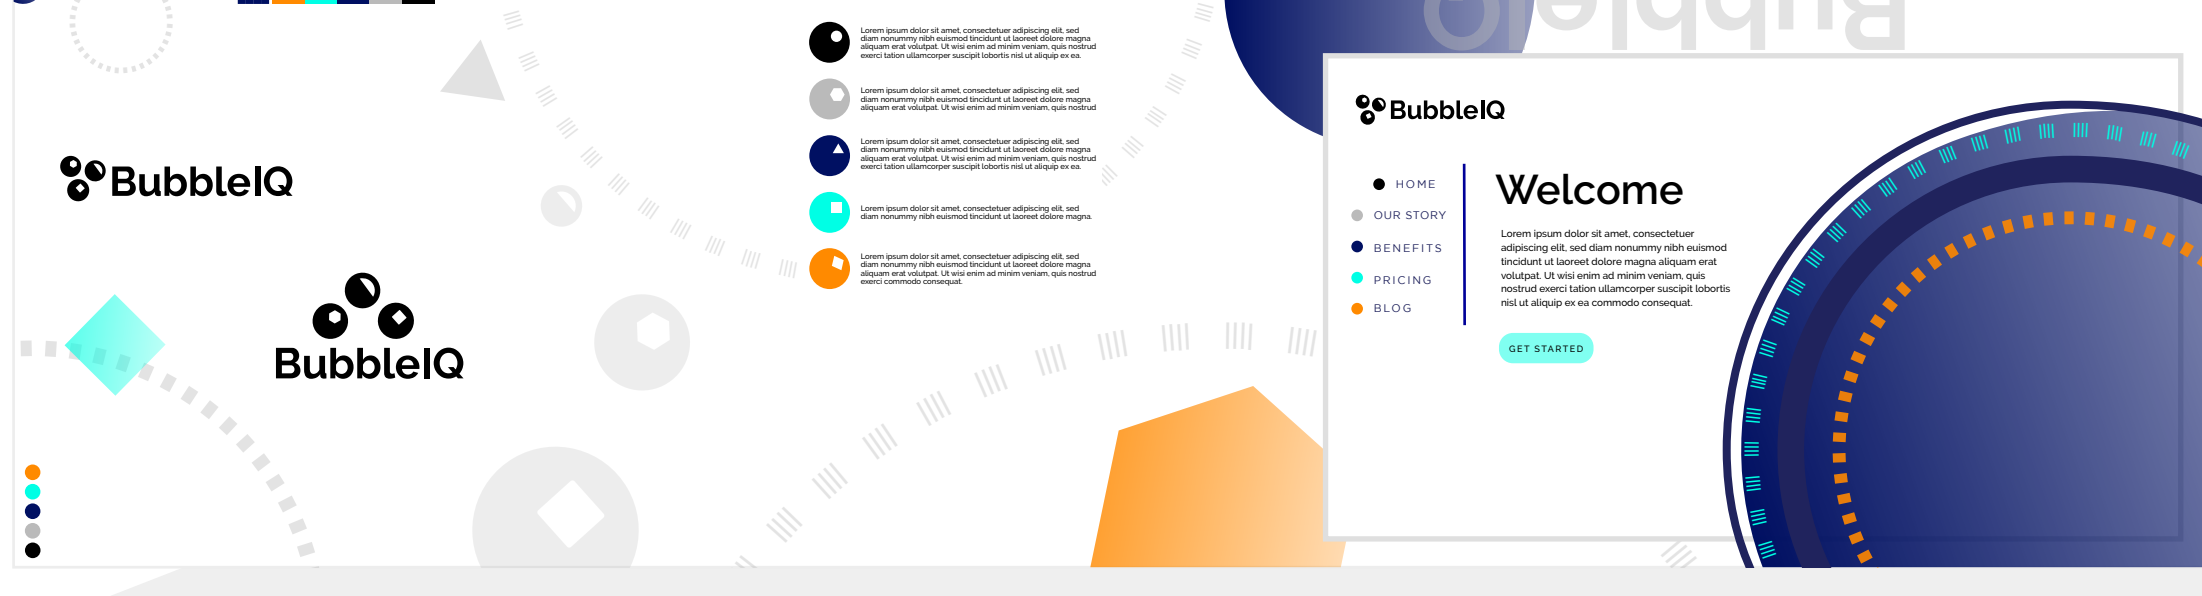 BubbleIQ
BubbleIQ
Lorem ipsum dolor sit amet, consectetuer adipiscing elit, sed
diam nonummy nibh euismod tincidunt ut laoreet dolore magna
aliquam erat volutpat. Ut wisi enim ad minim veniam, quis nostrud
exerci tation ullamcorper suscipit lobortis nisl ut aliquip ex ea.
Lorem ipsum dolor sit amet, consectetuer adipiscing elit, sed
diam nonummy nibh euismod tincidunt ut laoreet dolore magna
aliquam erat volutpat. Ut wisi enim ad minim veniam, quis nostrud
Lorem ipsum dolor sit amet, consectetuer adipiscing elit, sed
diam nonummy nibh euismod tincidunt ut laoreet dolore magna
aliquam erat volutpat. Ut wisi enim ad minim veniam, quis nostrud
exerci tation ullamcorper suscipit lobortis nisl ut aliquip ex ea.
Lorem ipsum dolor sit amet, consectetuer adipiscing elit, sed
diam nonummy nibh euismod tincidunt ut laoreet dolore magna.
Lorem ipsum dolor sit amet, consectetuer adipiscing elit, sed
diam nonummy nibh euismod tincidunt ut laoreet dolore magna
aliquam erat volutpat. Ut wisi enim ad minim veniam, quis nostrud
exerci commodo consequat.
BubbleIQ
BubbleIQ
HOME
OUR STORY
BENEFITS
PRICING
BLOG
Welcome
Lorem ipsum dolor sit amet, consectetuer
adipiscing elit, sed diam nonummy nibh euismod
tincidunt ut laoreet dolore magna aliquam erat
volutpat. Ut wisi enim ad minim veniam, quis
nostrud exerci tation ullamcorper suscipit lobortis
nisl ut aliquip ex ea commodo consequat.
GET STARTED